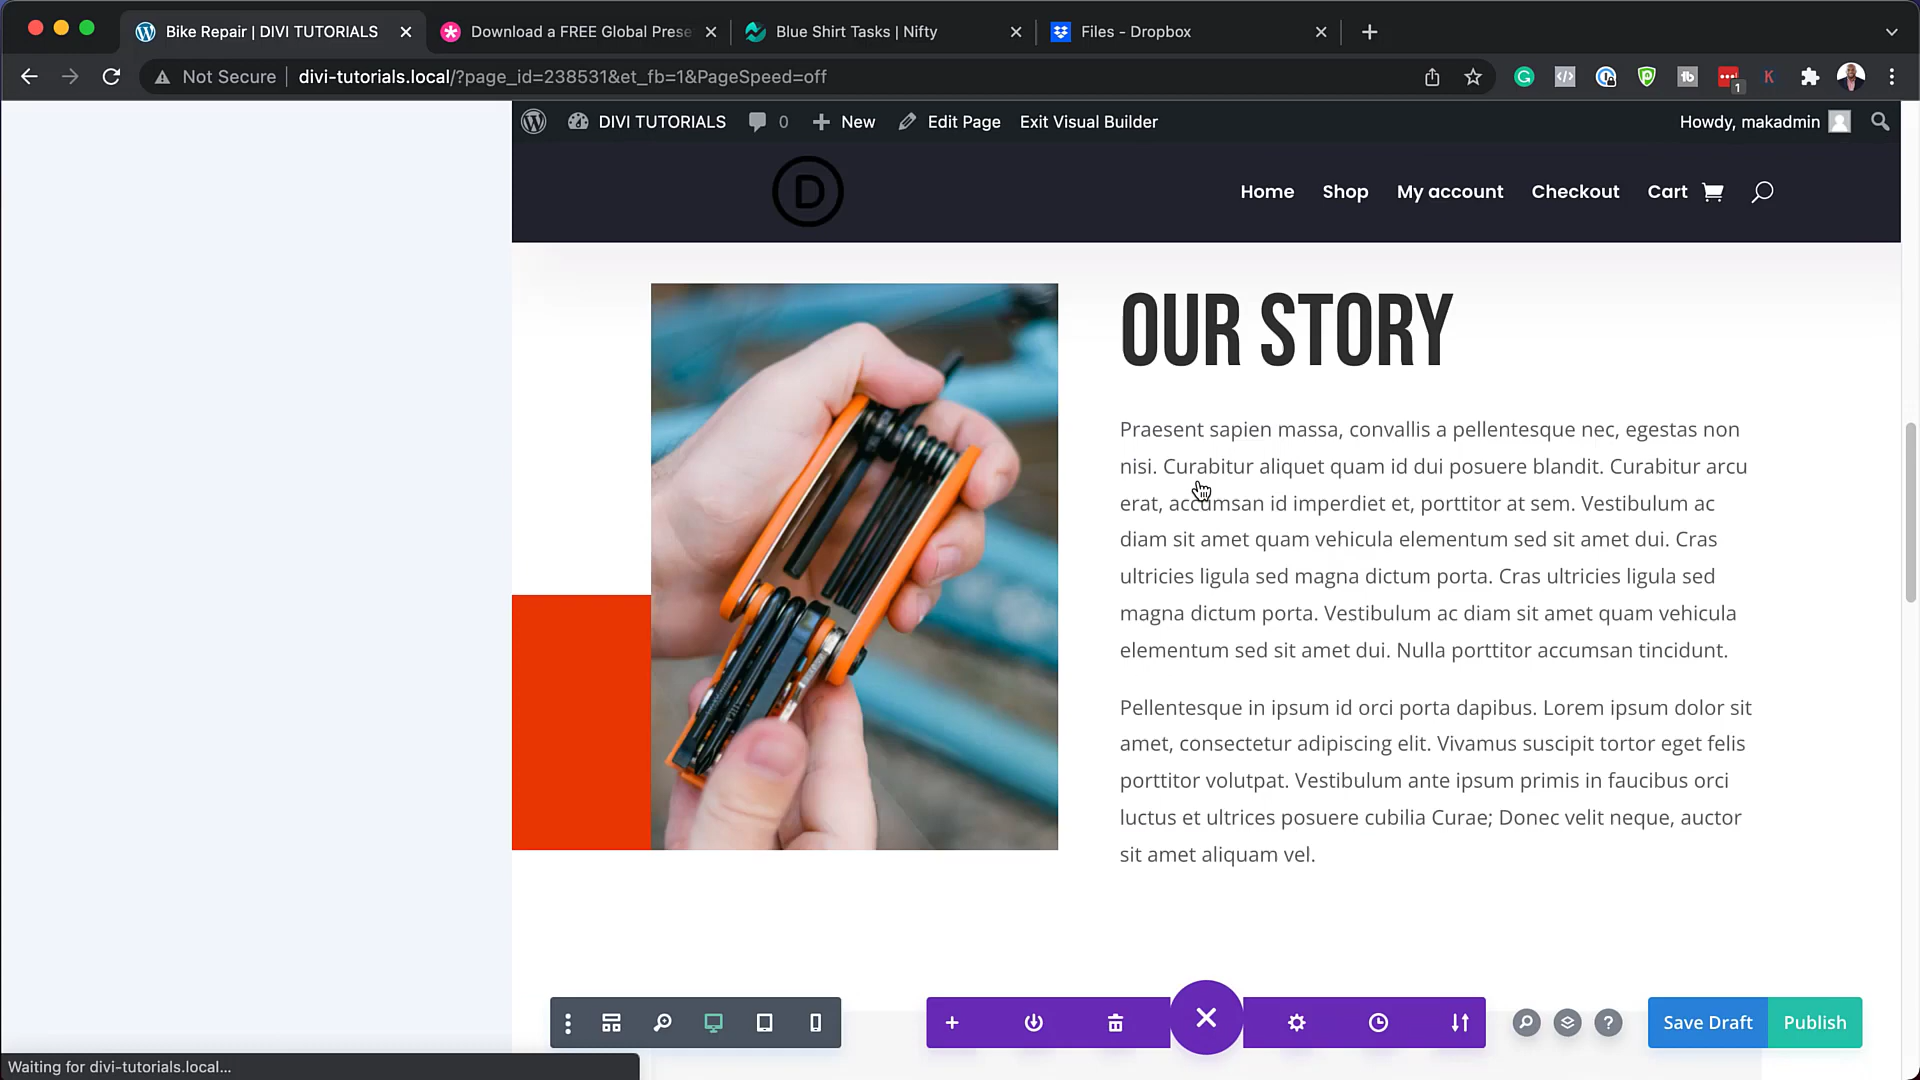 Bike Repair | DIVI TUTORIALS
Download a FREE Global Prese
Blue Shirt Tasks | Nifty
Files - Dropbox
Not Secure
divi-tutorials.local/?page_id=238531&et_fb=1&PageSpeed=off
1
DIVI TUTORIALS
0
New
Edit Page
Exit Visual Builder
Howdy, makadmin
D
Home
Shop
My account
Checkout
Cart
OUR STORY
Praesent sapien massa, convallis a pellentesque nec, egestas non
nisi. Curabitur aliquet quam id dui posuere blandit. Curabitur arcu
erat, accumsan id imperdiet et, porttitor at sem. Vestibulum ac
diam sit amet quam vehicula elementum sed sit amet dui. Cras
ultricies ligula sed magna dictum porta. Cras ultricies ligula sed
magna dictum porta. Vestibulum ac diam sit amet quam vehicula
elementum sed sit amet dui. Nulla porttitor accumsan tincidunt.
Pellentesque in ipsum id orci porta dapibus. Lorem ipsum dolor sit
amet, consectetur adipiscing elit. Vivamus suscipit tortor eget felis
porttitor volutpat. Vestibulum ante ipsum primis in faucibus orci
luctus et ultrices posuere cubilia Curae; Donec velit neque, auctor
sit amet aliquam vel.
Save Draft
Publish
Waiting for divi-tutorials.local...